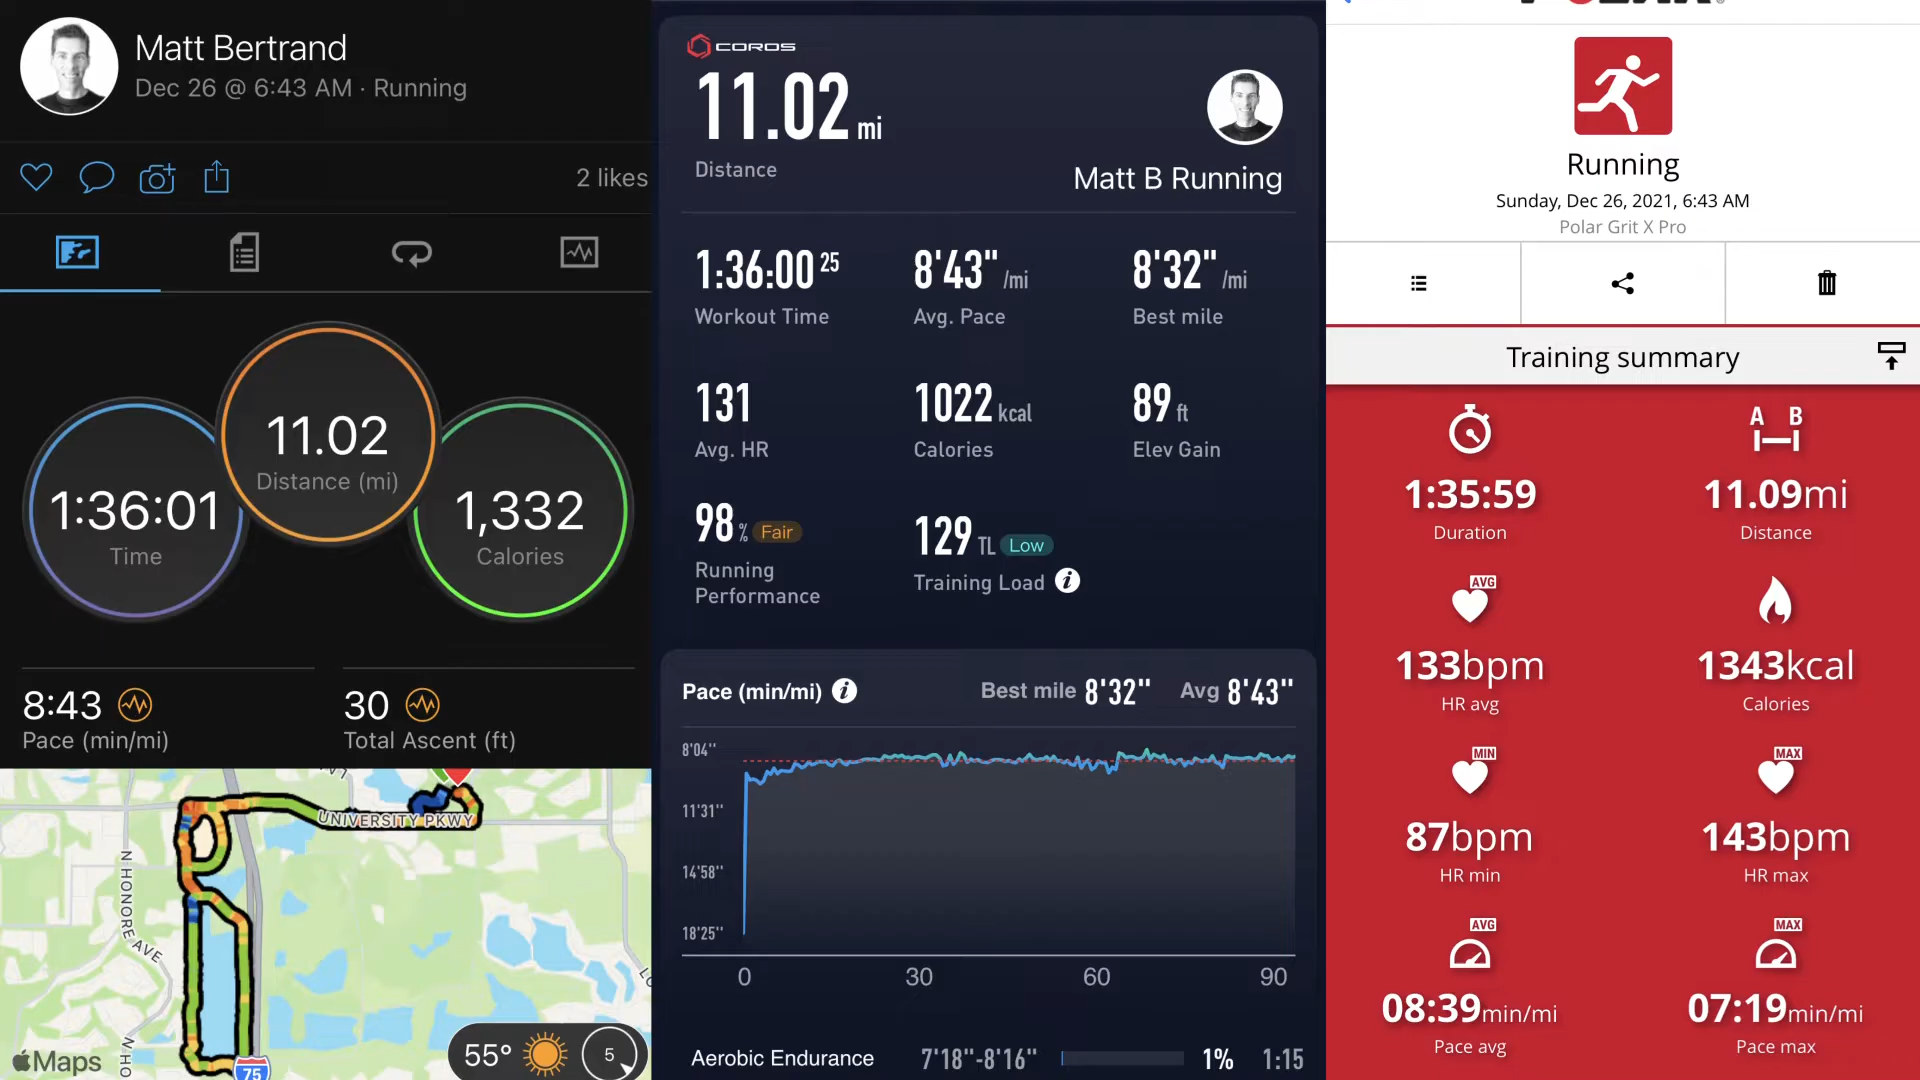 Matt Bertrand
Dec 26 @ 6:43 AM · Running
2 likes
11.02
Distance (mi)
1:36:01
Time
1,332
Calories
8:43
Pace (min/mi)
30
Total Ascent (ft)
UNIVERSITY PKWY
N HONORE AVE
N HO
75
Maps
55°
5
COROS
11.02 mi
Distance
Matt B Running
1:36:00 25
Workout Time
8'43" /mi
Avg. Pace
8'32" /mi
Best mile
131
Avg. HR
1022 kcal
Calories
89 ft
Elev Gain
98 % Fair
Running
Performance
129 TL Low
Training Load i
Pace (min/mi) i
Best mile 8'32" Avg 8'43"
8'04"
11'31"
14'58"
18'25"
0 30 60 90
Aerobic Endurance 7'18"-8'16" 1% 1:15
Running
Sunday, Dec 26, 2021, 6:43 AM
Polar Grit X Pro
Training summary
1:35:59
Duration
A B
11.09mi
Distance
AVG
133bpm
HR avg
1343kcal
Calories
MIN
87bpm
HR min
MAX
143bpm
HR max
AVG
08:39min/mi
Pace avg
MAX
07:19min/mi
Pace max